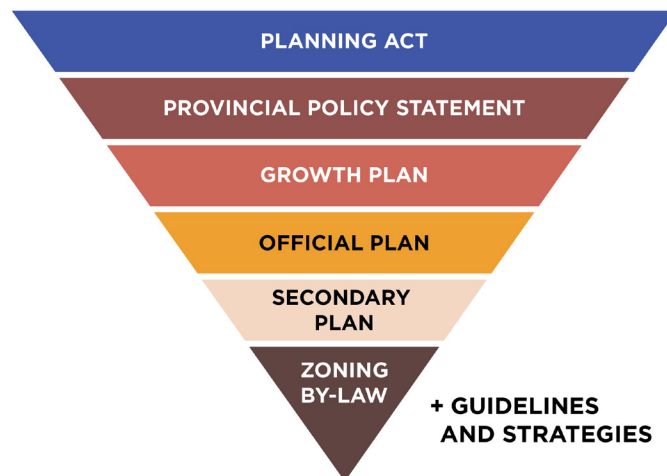 PLANNING ACT
PROVINCIAL POLICY STATEMENT
GROWTH PLAN
OFFICIAL PLAN
SECONDARY
PLAN
ZONING
BY-LAW
+ GUIDELINES
AND STRATEGIES